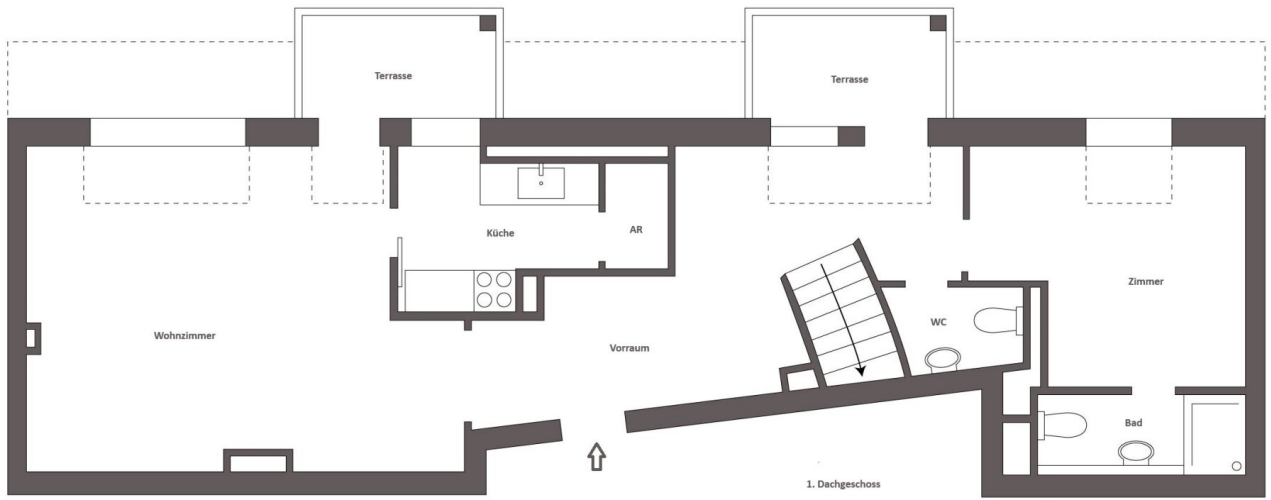 Terrasse
Terrasse
Küche
AR
Zimmer
WC
Wohnzimmer
Vorraum
Bad
1. Dachgeschoss